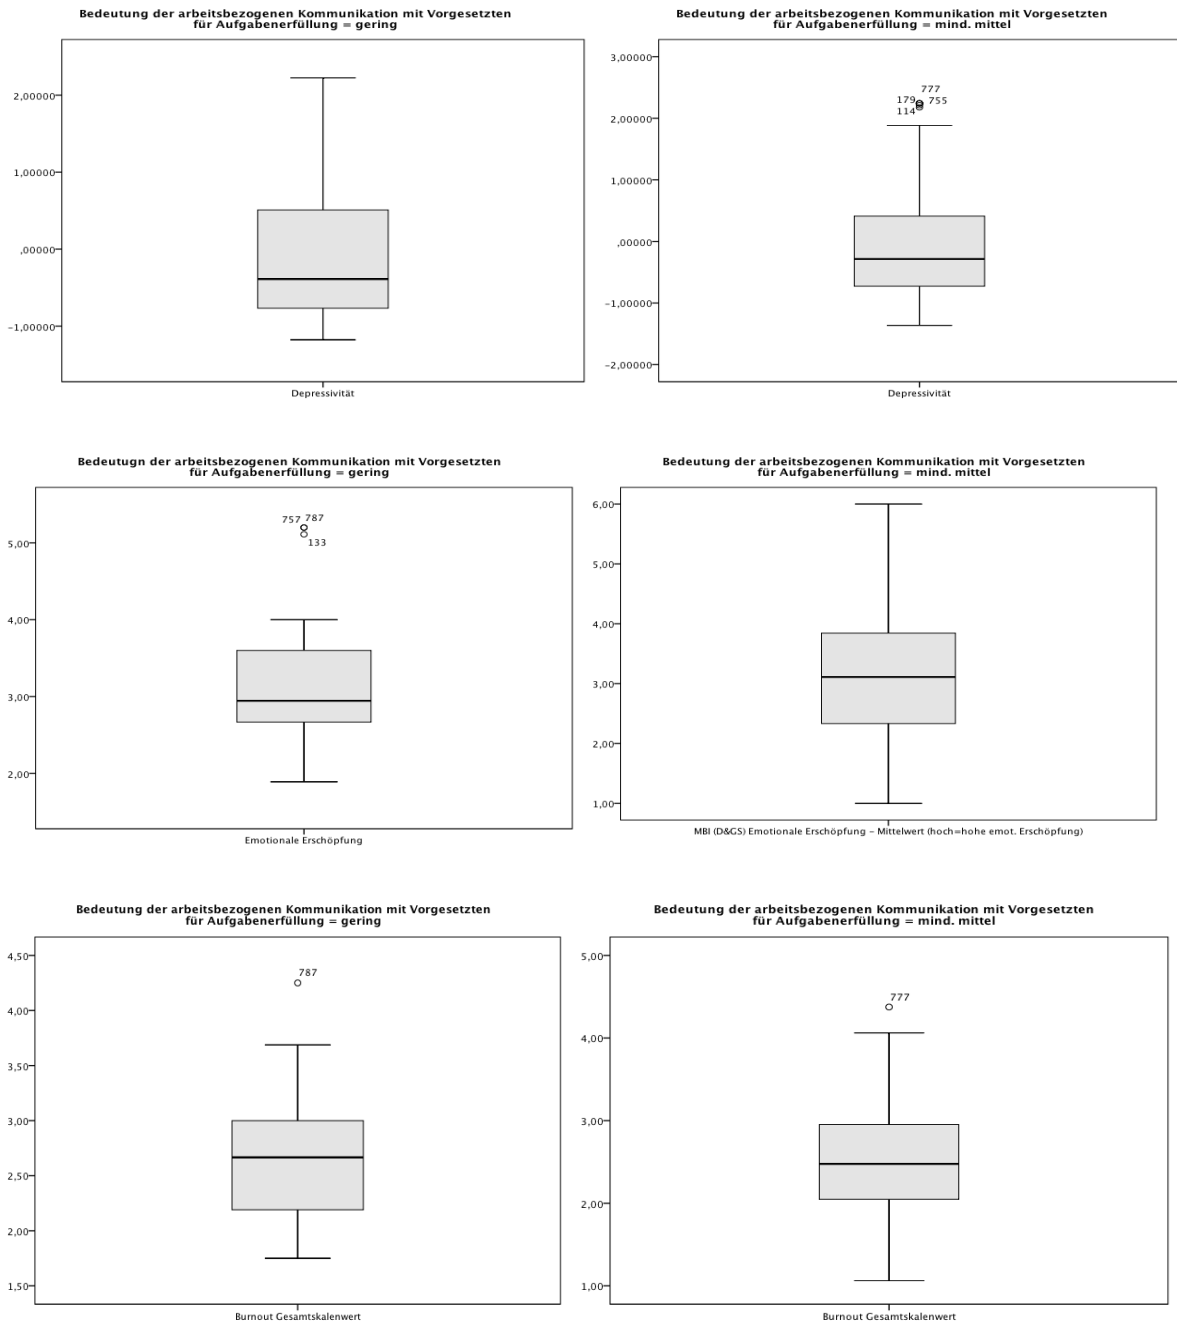 Bedeutung der arbeitsbezogenen Kommunikation mit Vorgesetzten
für Aufgabenerfüllung = gering
2,00000
1,00000
,00000
−1,00000
Depressivität
Bedeutung der arbeitsbezogenen Kommunikation mit Vorgesetzten
für Aufgabenerfüllung = mind. mittel
3,00000
777
179 755
114
2,00000
1,00000
,00000
−1,00000
−2,00000
Depressivität
Bedeutugn der arbeitsbezogenen Kommunikation mit Vorgesetzten
für Aufgabenerfüllung = gering
757 787
133
5,00
4,00
3,00
2,00
Emotionale Erschöpfung
Bedeutung der arbeitsbezogenen Kommunikation mit Vorgesetzten
für Aufgabenerfüllung = mind. mittel
6,00
5,00
4,00
3,00
2,00
1,00
MBI (D&GS) Emotionale Erschöpfung − Mittelwert (hoch=hohe emot. Erschöpfung)
Bedeutung der arbeitsbezogenen Kommunikation mit Vorgesetzten
für Aufgabenerfüllung = gering
4,50
787
4,00
3,50
3,00
2,50
2,00
1,50
Burnout Gesamtskalenwert
Bedeutung der arbeitsbezogenen Kommunikation mit Vorgesetzten
für Aufgabenerfüllung = mind. mittel
5,00
777
4,00
3,00
2,00
1,00
Burnout Gesamtskalenwert